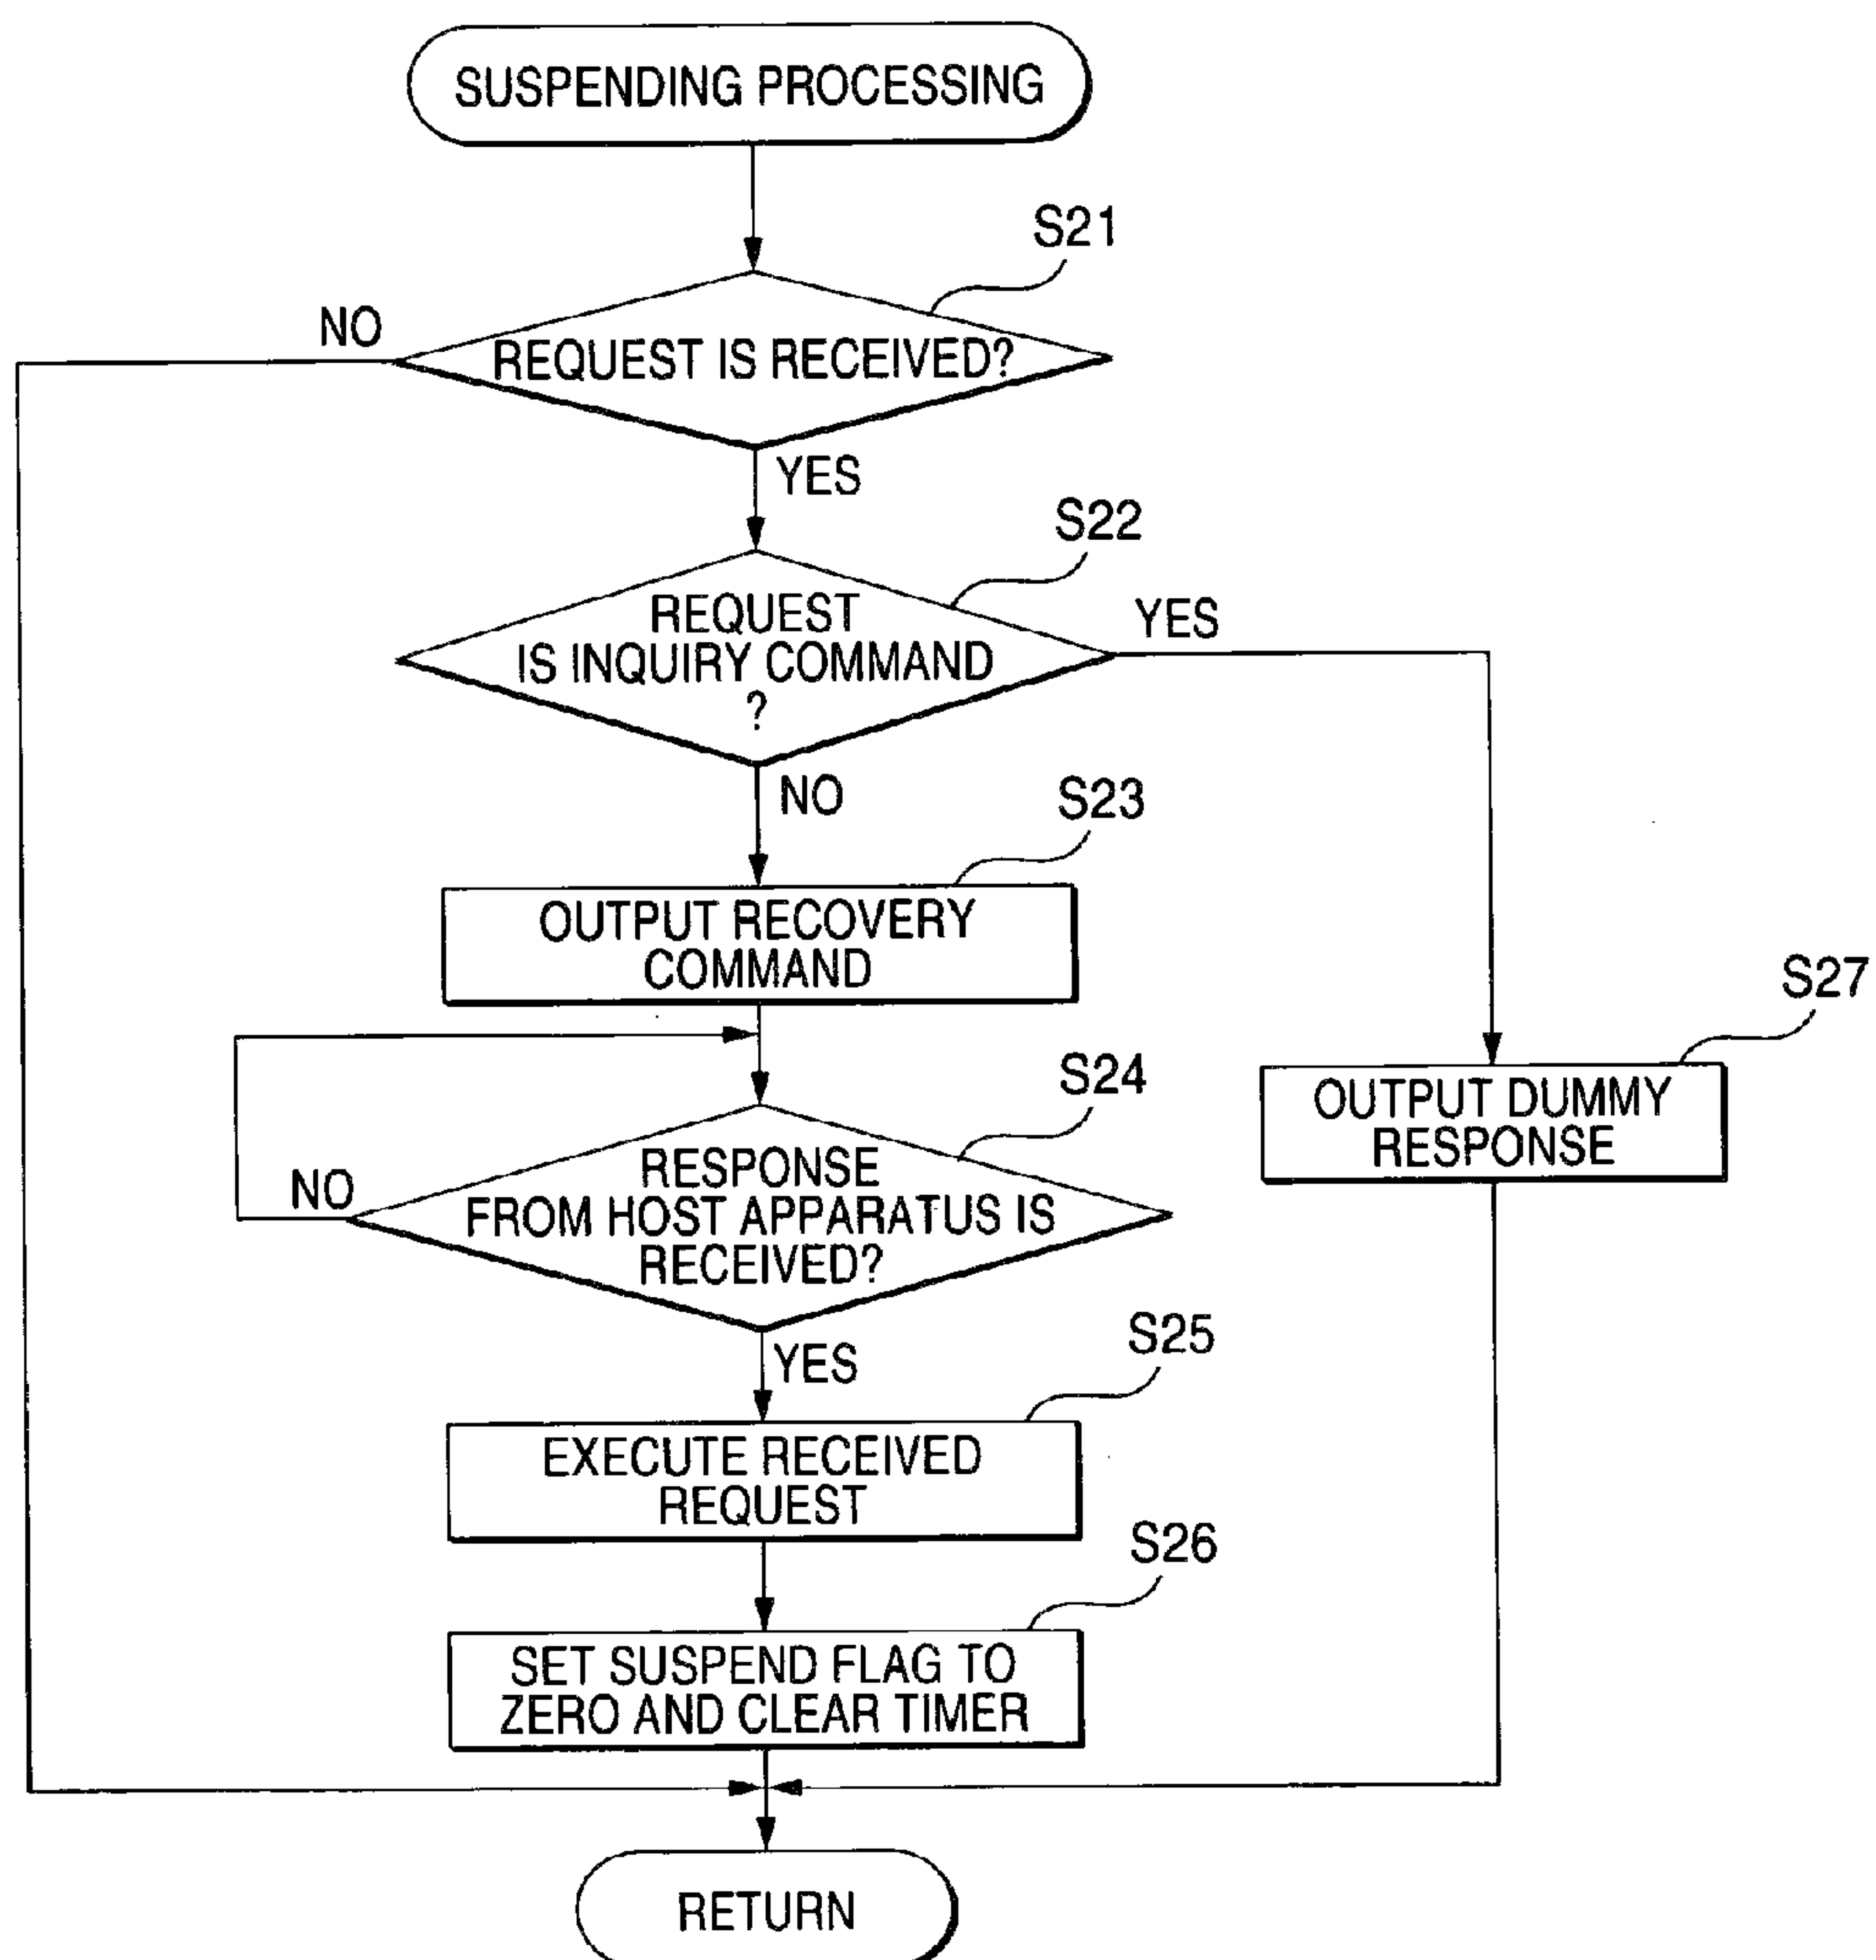 SUSPENDING PROCESSING
S21
NO
REQUEST IS RECEIVED?
YES
S22
REQUEST
IS INQUIRY COMMAND
?
YES
NO
S23
OUTPUT RECOVERY
COMMAND
S27
OUTPUT DUMMY
RESPONSE
S24
NO
RESPONSE
FROM HOST APPARATUS IS
RECEIVED?
YES
S25
EXECUTE RECEIVED
REQUEST
S26
SET SUSPEND FLAG TO
ZERO AND CLEAR TIMER
RETURN